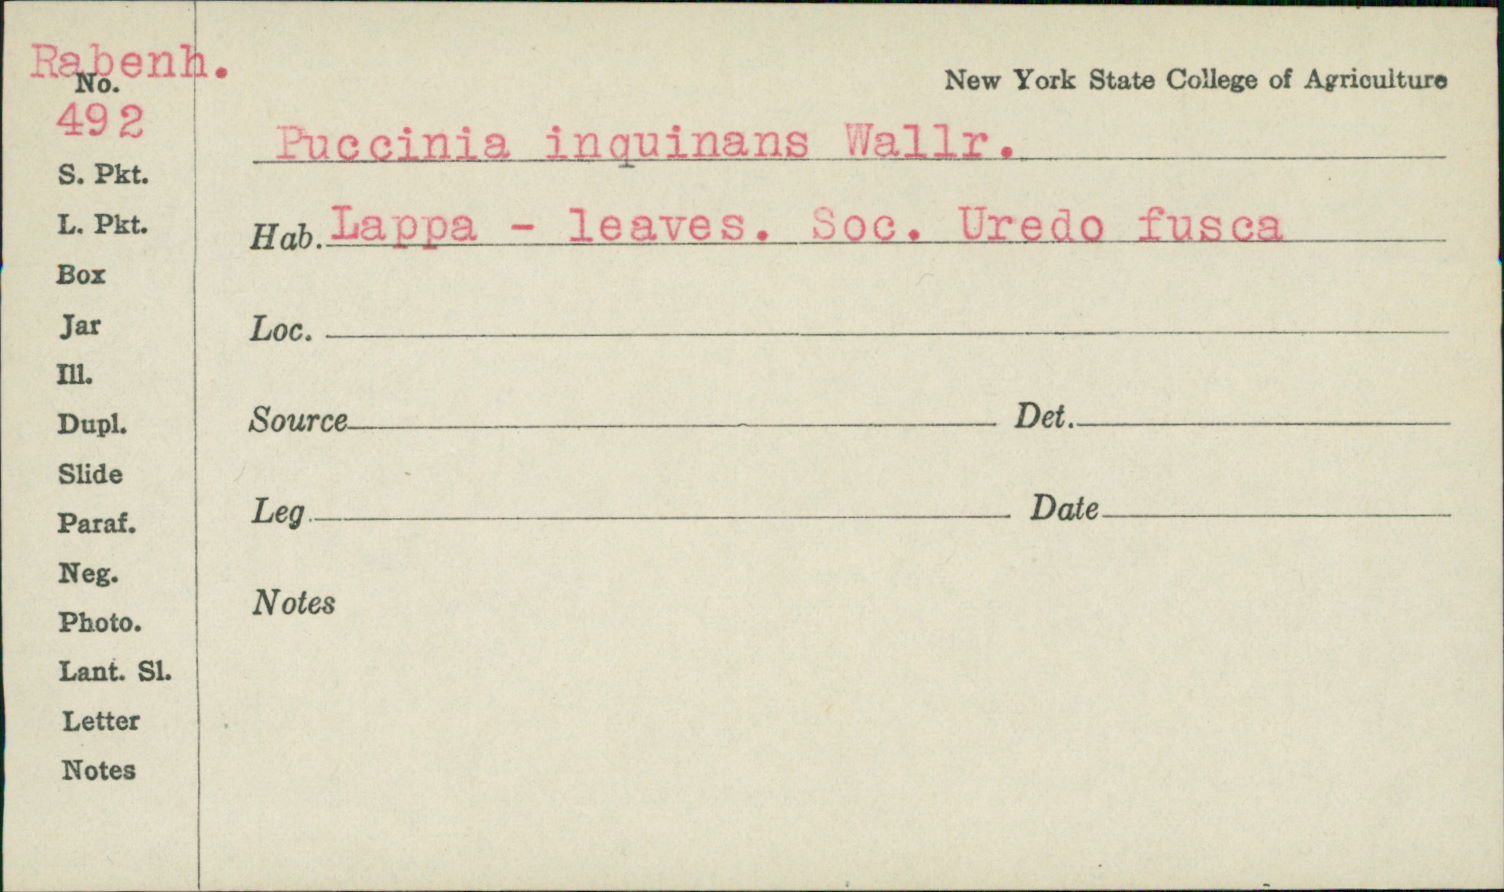 Rabenh.
No.
492
S. Pkt.
L. Pkt.
Box
Jar
Ill.
Dupl.
Slide
Paraf.
Neg.
Photo.
Lant. Sl.
Letter
Notes
New York State College of Agriculture
Puccinia inquinans Wallr.
Hab. Lappa - leaves. Soc. Uredo fusca
Loc.
Source Det.
Leg. Date
Notes